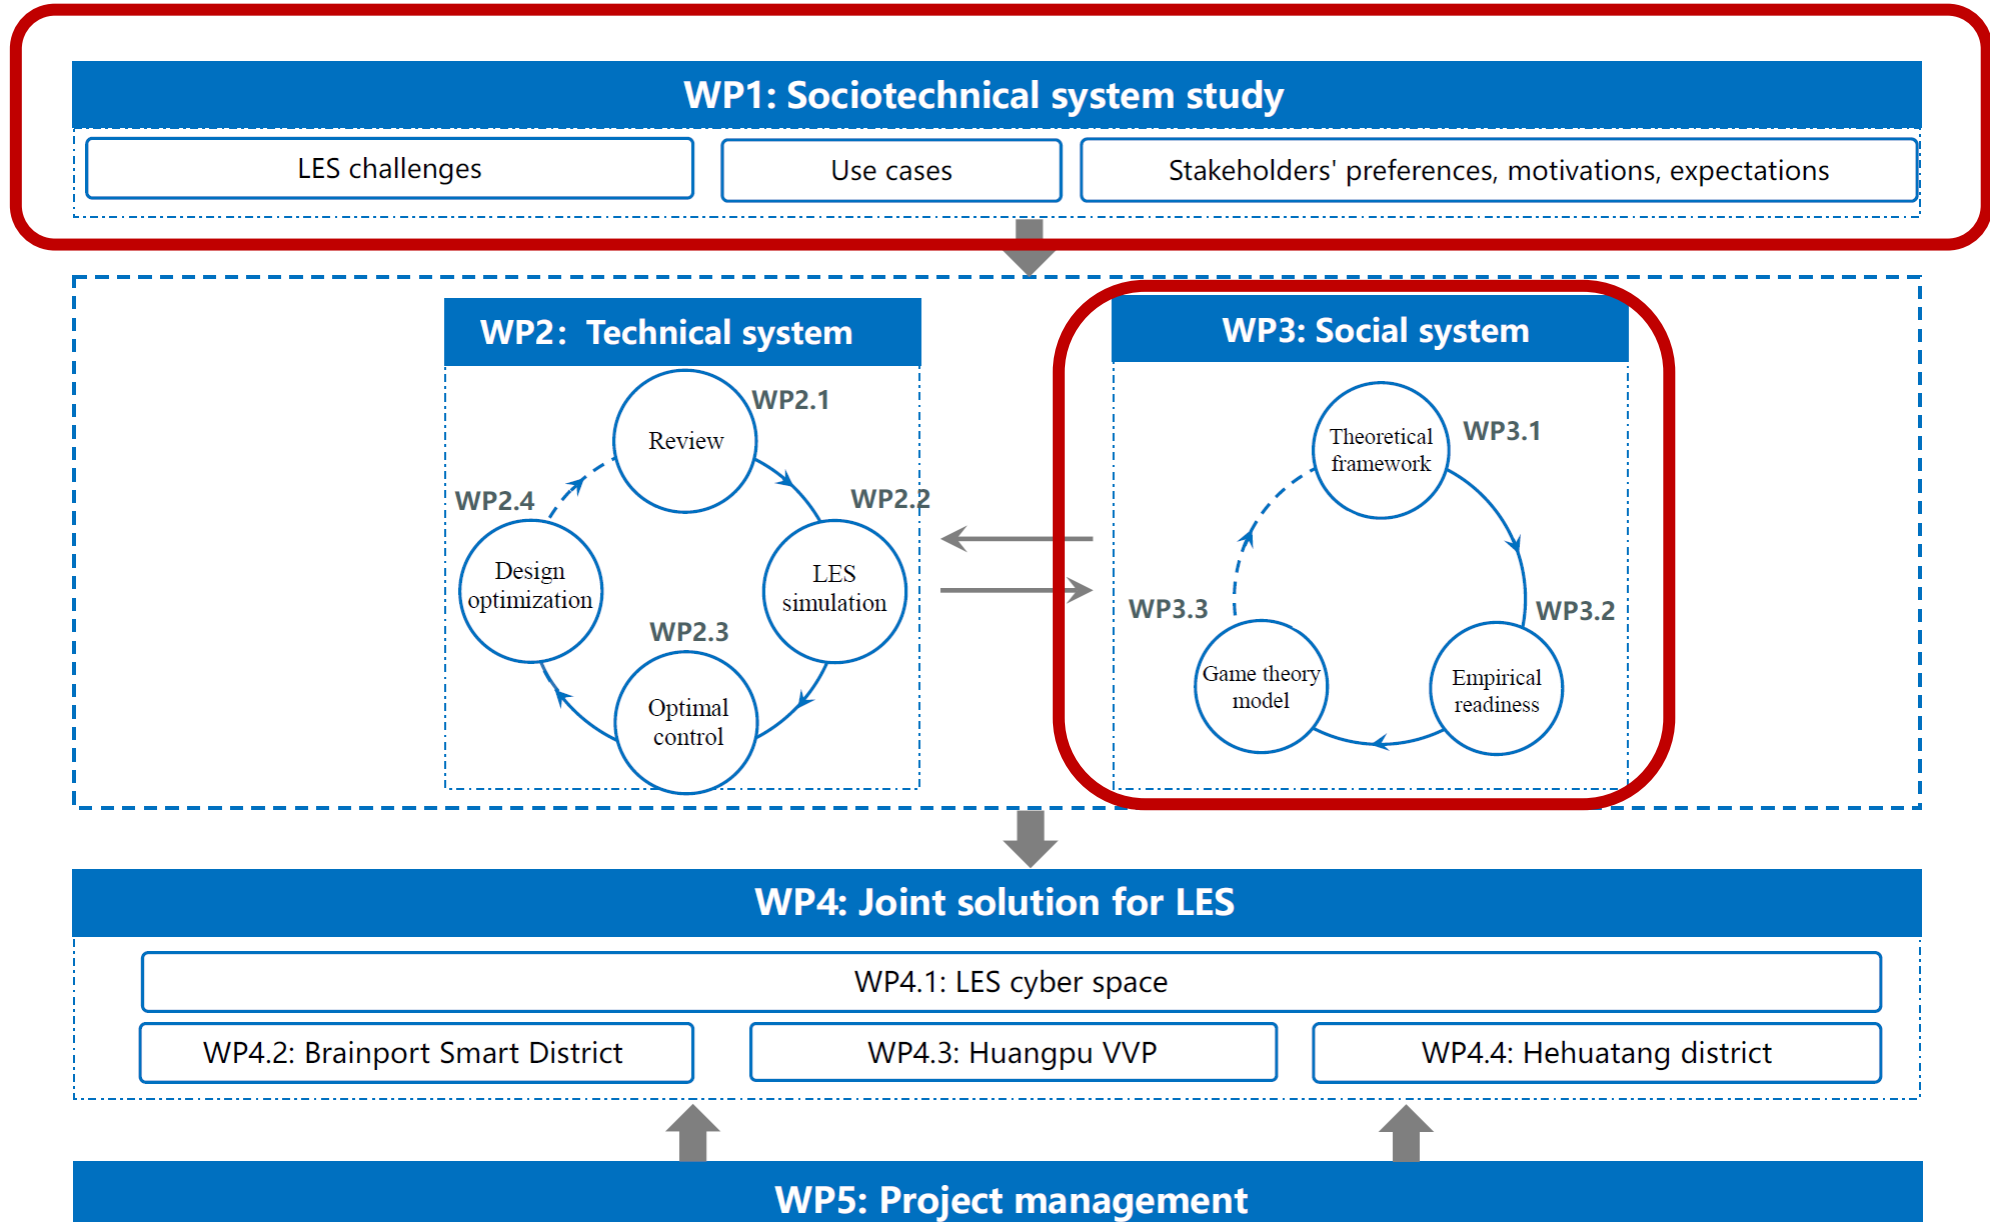 WP1: Sociotechnical system study
LES challenges
Use cases
Stakeholders' preferences, motivations, expectations
WP2： Technical system
WP2.1
Review
WP2.2
LES
simulation
WP2.3
Optimal
control
WP2.4
Design
optimization
WP3: Social system
WP3.1
Theoretical
framework
WP3.2
Empirical
readiness
WP3.3
Game theory
model
WP4: Joint solution for LES
WP4.1: LES cyber space
WP4.2: Brainport Smart District
WP4.3: Huangpu VVP
WP4.4: Hehuatang district
WP5: Project management